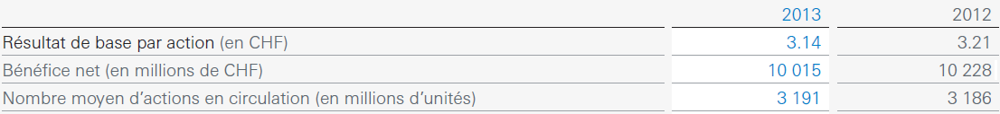 2013 2012
Résultat de base par action (en CHF) 3.14 3.21
Bénéfice net (en millions de CHF) 10 015 10 228
Nombre moyen d’actions en circulation (en millions d’unités) 3 191 3 186